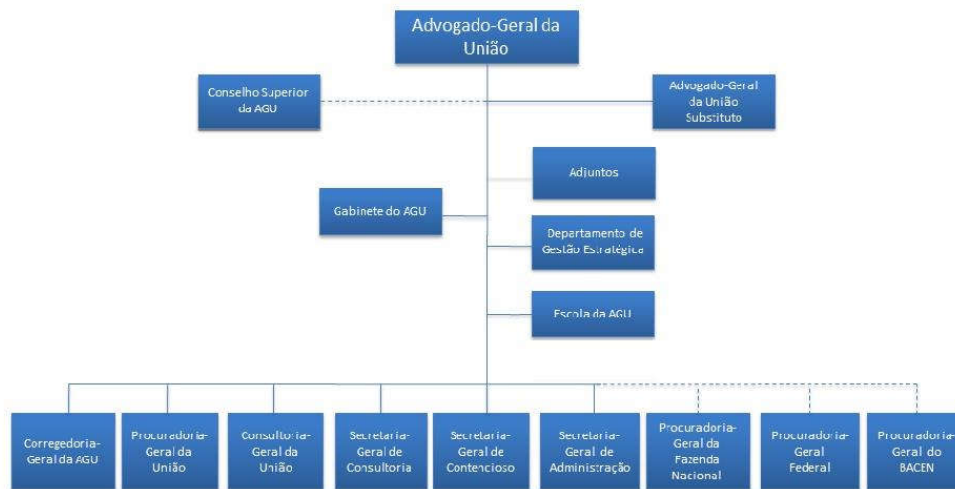 Advogado-Geral da
União
Conselho Superior
da AGU
Advogado-Geral
da União
Substituto
Adjuntos
Gabinete do AGU
Departamento de
Gestão Estratégica
Escola da AGU
Corregedoria-
Geral da AGU
Procuradoria-
Geral da
União
Consultoria-
Geral da
União
Secretaria-
Geral de
Consultoria
Secretaria-
Geral de
Contencioso
Secretaria-
Geral de
Administração
Procuradoria-
Geral da
Fazenda
Nacional
Procuradoria-
Geral
Federal
Procuradoria-
Geral do
BACEN